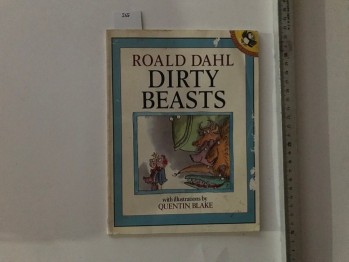 ROALD DAHL
DIRTY
BEASTS
with illustrations by
QUENTIN BLAKE